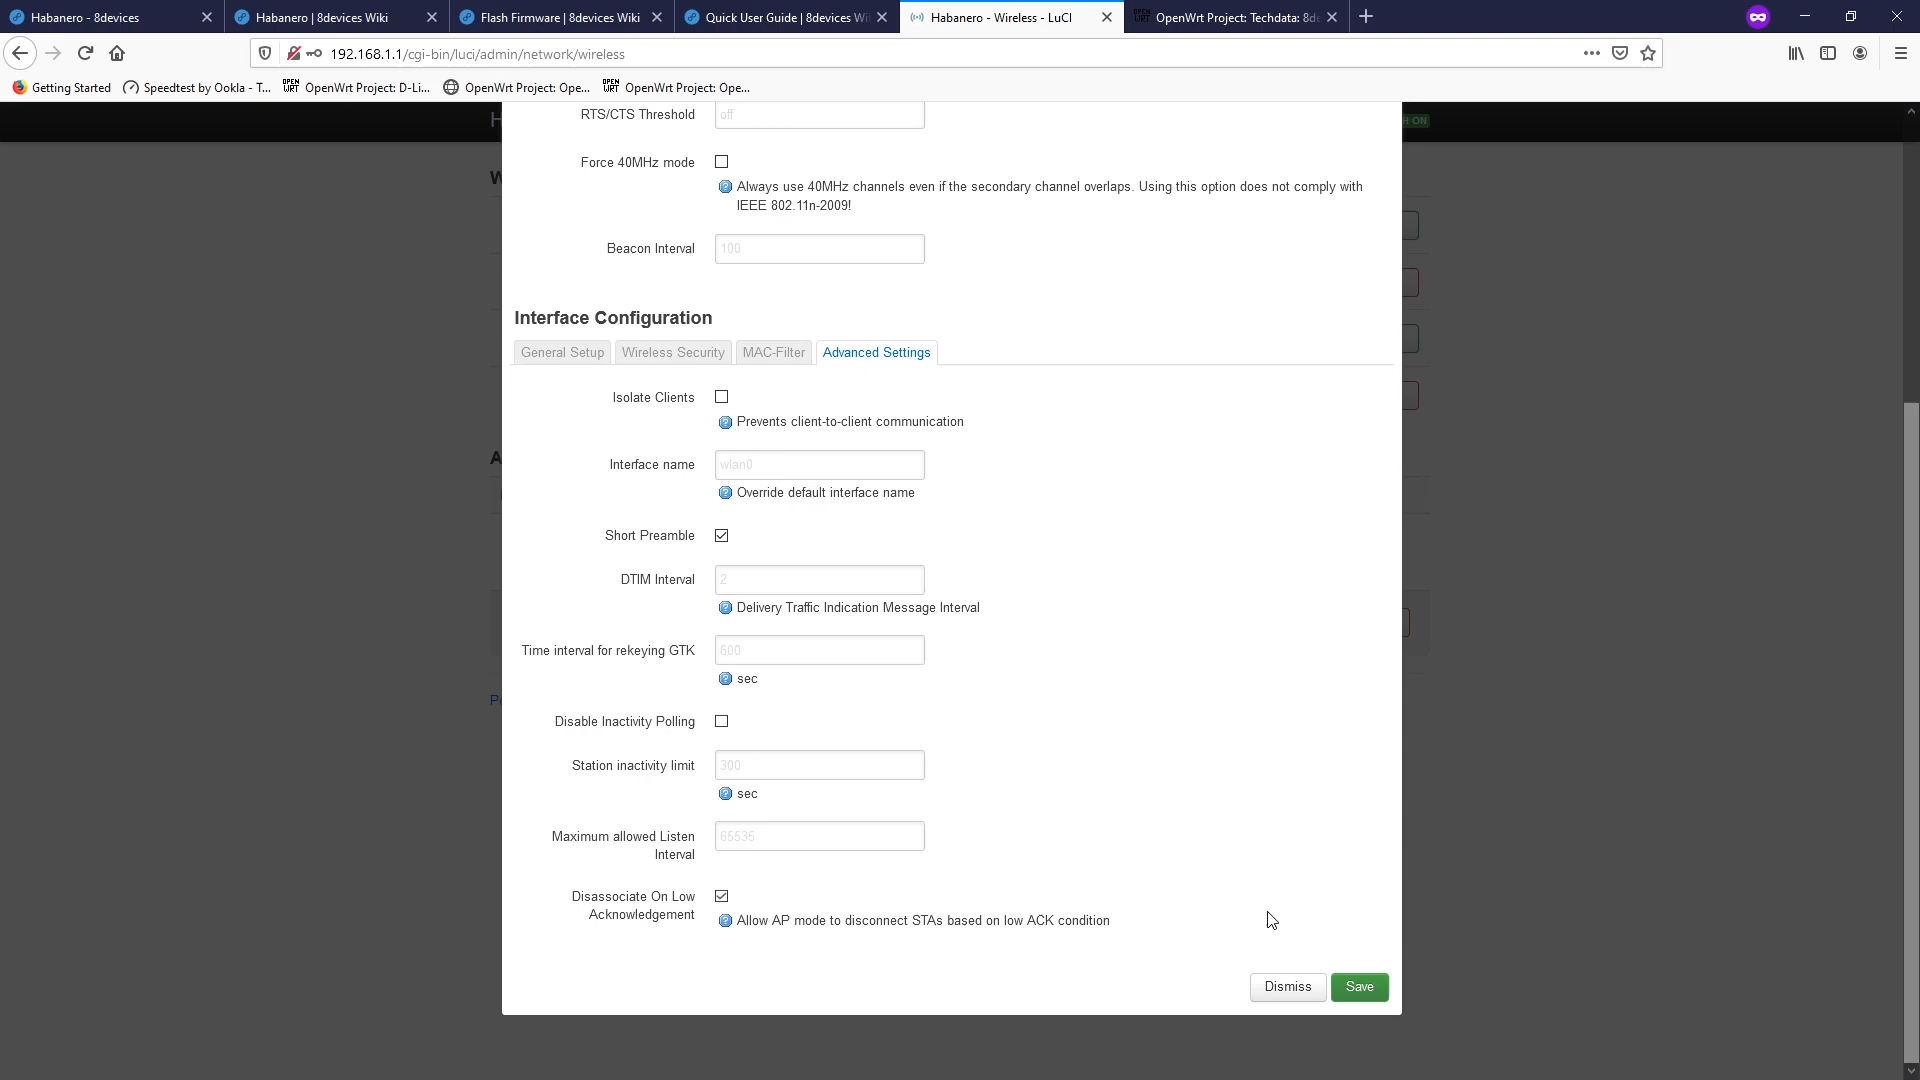 Habanero - 8devices
Habanero | 8devices Wiki
Flash Firmware | 8devices Wiki
Quick User Guide | 8devices Wi
Habanero - Wireless - LuCI
OpenWrt Project: Techdata: 8d
192.168.1.1/cgi-bin/luci/admin/network/wireless
Getting Started
Speedtest by Ookla - T...
OPEN WRT OpenWrt Project: D-Li...
OpenWrt Project: Ope...
OPEN WRT OpenWrt Project: Ope...
RTS/CTS Threshold off
H ON
Force 40MHz mode
Always use 40MHz channels even if the secondary channel overlaps. Using this option does not comply with
IEEE 802.11n-2009!
Beacon Interval 100
Interface Configuration
General Setup Wireless Security MAC-Filter Advanced Settings
Isolate Clients
Prevents client-to-client communication
Interface name wlan0
Override default interface name
Short Preamble
DTIM Interval 2
Delivery Traffic Indication Message Interval
Time interval for rekeying GTK 600
sec
Disable Inactivity Polling
Station inactivity limit 300
sec
Maximum allowed Listen
Interval
65535
Disassociate On Low
Acknowledgement
Allow AP mode to disconnect STAs based on low ACK condition
Dismiss Save